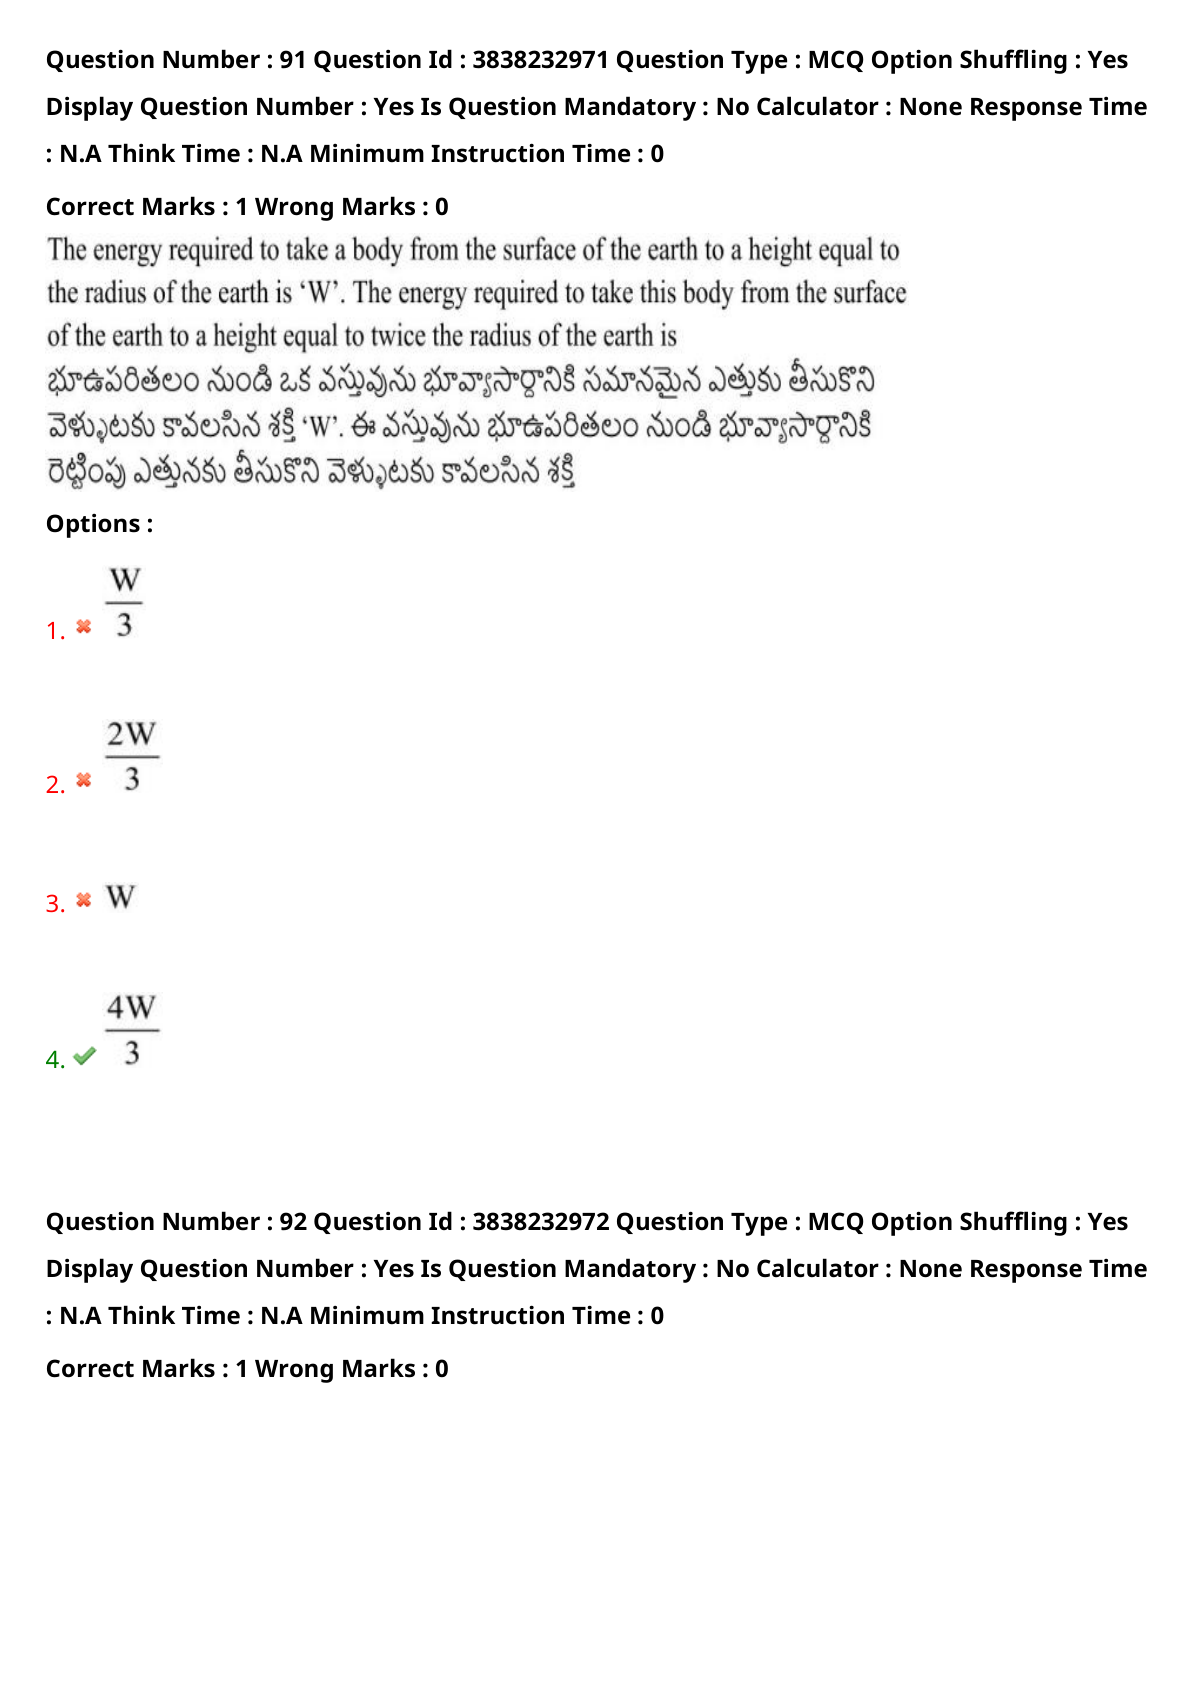 Question Number : 91 Question Id : 3838232971 Question Type : MCQ Option Shuffling : Yes
Display Question Number : Yes Is Question Mandatory : No Calculator : None Response Time
: N.A Think Time : N.A Minimum Instruction Time : 0
Correct Marks : 1 Wrong Marks : 0
The energy required to take a body from the surface of the earth to a height equal to
the radius of the earth is ‘W’. The energy required to take this body from the surface
of the earth to a height equal to twice the radius of the earth is
భూఉపరితలం నుండి ఒక వస్తువును భూవ్యాసార్థానికి సమానమైన ఎత్తుకు తీసుకొని
వెళ్ళుటకు కావలసిన శక్తి ‘W’. ఈ వస్తువును భూఉపరితలం నుండి భూవ్యాసార్థానికి
రెట్టింపు ఎత్తునకు తీసుకొని వెళ్ళుటకు కావలసిన శక్తి
Options :
1. W/3
2. 2W/3
3. W
4. 4W/3
Question Number : 92 Question Id : 3838232972 Question Type : MCQ Option Shuffling : Yes
Display Question Number : Yes Is Question Mandatory : No Calculator : None Response Time
: N.A Think Time : N.A Minimum Instruction Time : 0
Correct Marks : 1 Wrong Marks : 0